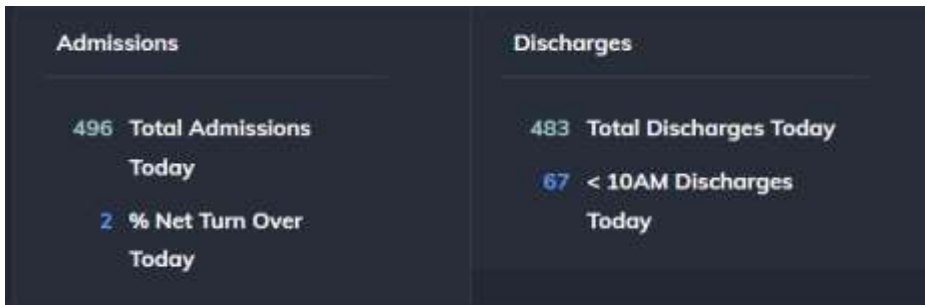 Admissions
496 Total Admissions
Today
2 % Net Turn Over
Today
Discharges
483 Total Discharges Today
67 < 10AM Discharges
Today